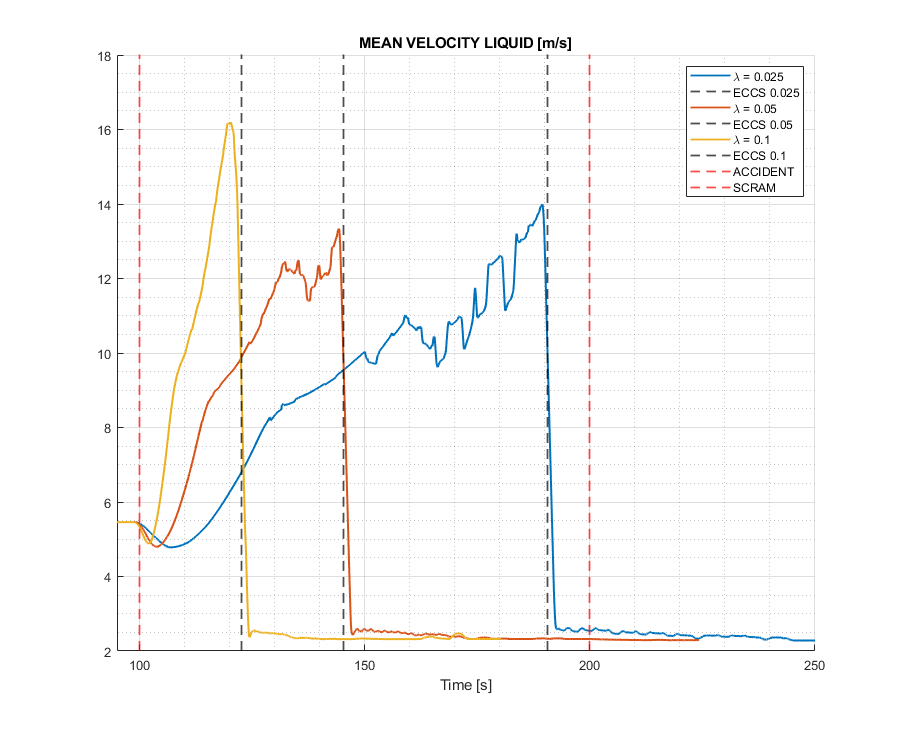 MEAN VELOCITY LIQUID [m/s]
18
16
14
12
10
8
6
4
2
λ = 0.025
ECCS 0.025
λ = 0.05
ECCS 0.05
λ = 0.1
ECCS 0.1
ACCIDENT
SCRAM
100
150
200
250
Time [s]